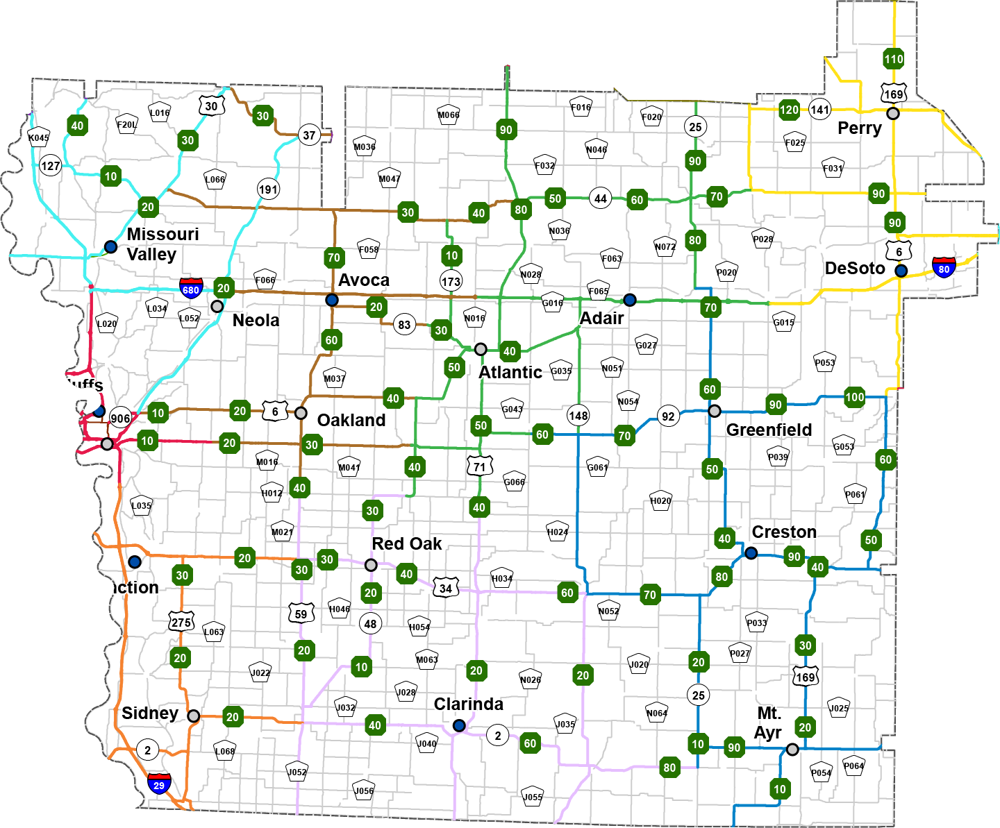 110
169
30
F016
120
141
L016
M066
F020
Perry
40
F20L
30
25
90
37
K045
30
F025
M036
N046
127
F032
90
F031
10
L066
M047
191
50
44
60
70
90
20
30
40
80
Missouri
Valley
N036
80
90
P028
F058
N072
6
10
70
F063
DeSoto
80
F066
Avoca
173
N028
P020
680
20
F065
L034
20
G016
70
Neola
L052
L020
83
30
N016
Adair
G015
60
40
G027
50
Atlantic
G035
N051
P053
uffs
M037
60
40
N054
90
100
906
10
20
6
Oakland
G043
148
92
Greenfield
10
20
30
50
60
70
G053
M016
M041
40
71
G061
50
P039
60
H012
40
G066
P061
L035
30
40
H020
M021
H024
Creston
Red Oak
40
50
20
30
90
30
30
40
H034
80
40
ction
34
20
60
70
59
H046
N052
275
48
H054
P033
L063
20
20
M063
30
10
P027
J022
20
N026
20
J020
20
169
J028
25
Clarinda
J032
N064
J025
Sidney
20
40
J035
Mt.
Ayr
20
2
L068
J040
2
60
10
90
J052
80
P054
P064
29
J056
J055
10